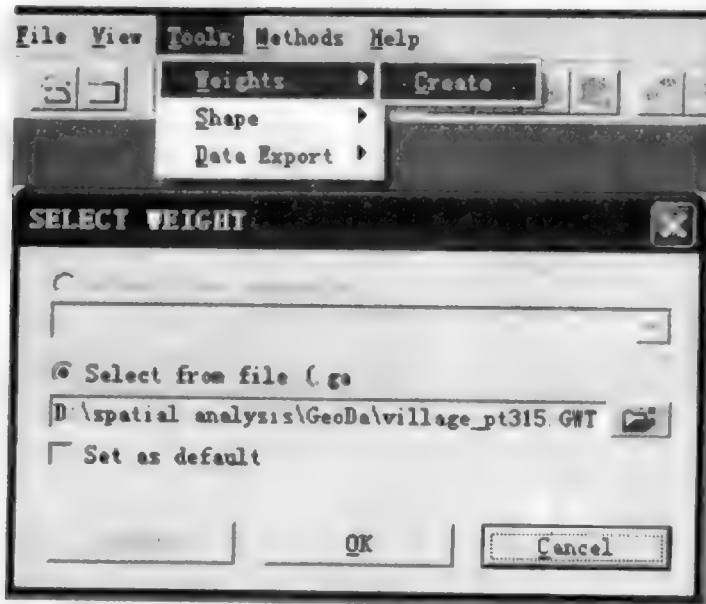 File View Tools Methods Help
Weights Create
Shape
Data Export
SELECT WEIGHT
Select from file (.ga
D:\spatial analysis\GeoDa\village_pt315.GWT
Set as default
OK Cancel